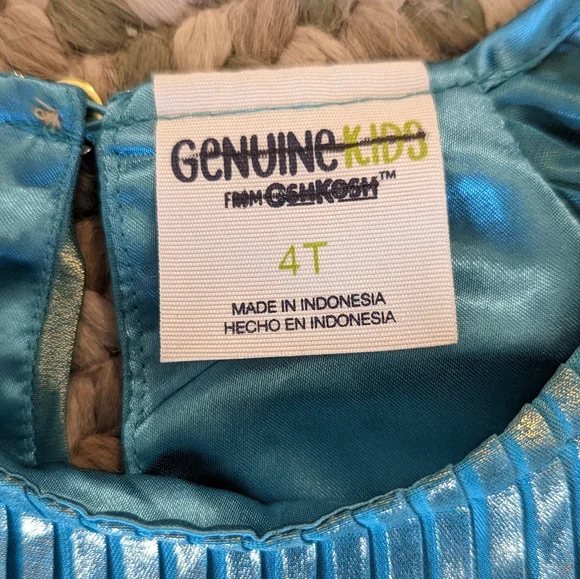 GENUINE KIDS
FROM OSHKOSH™
4T
MADE IN INDONESIA
HECHO EN INDONESIA